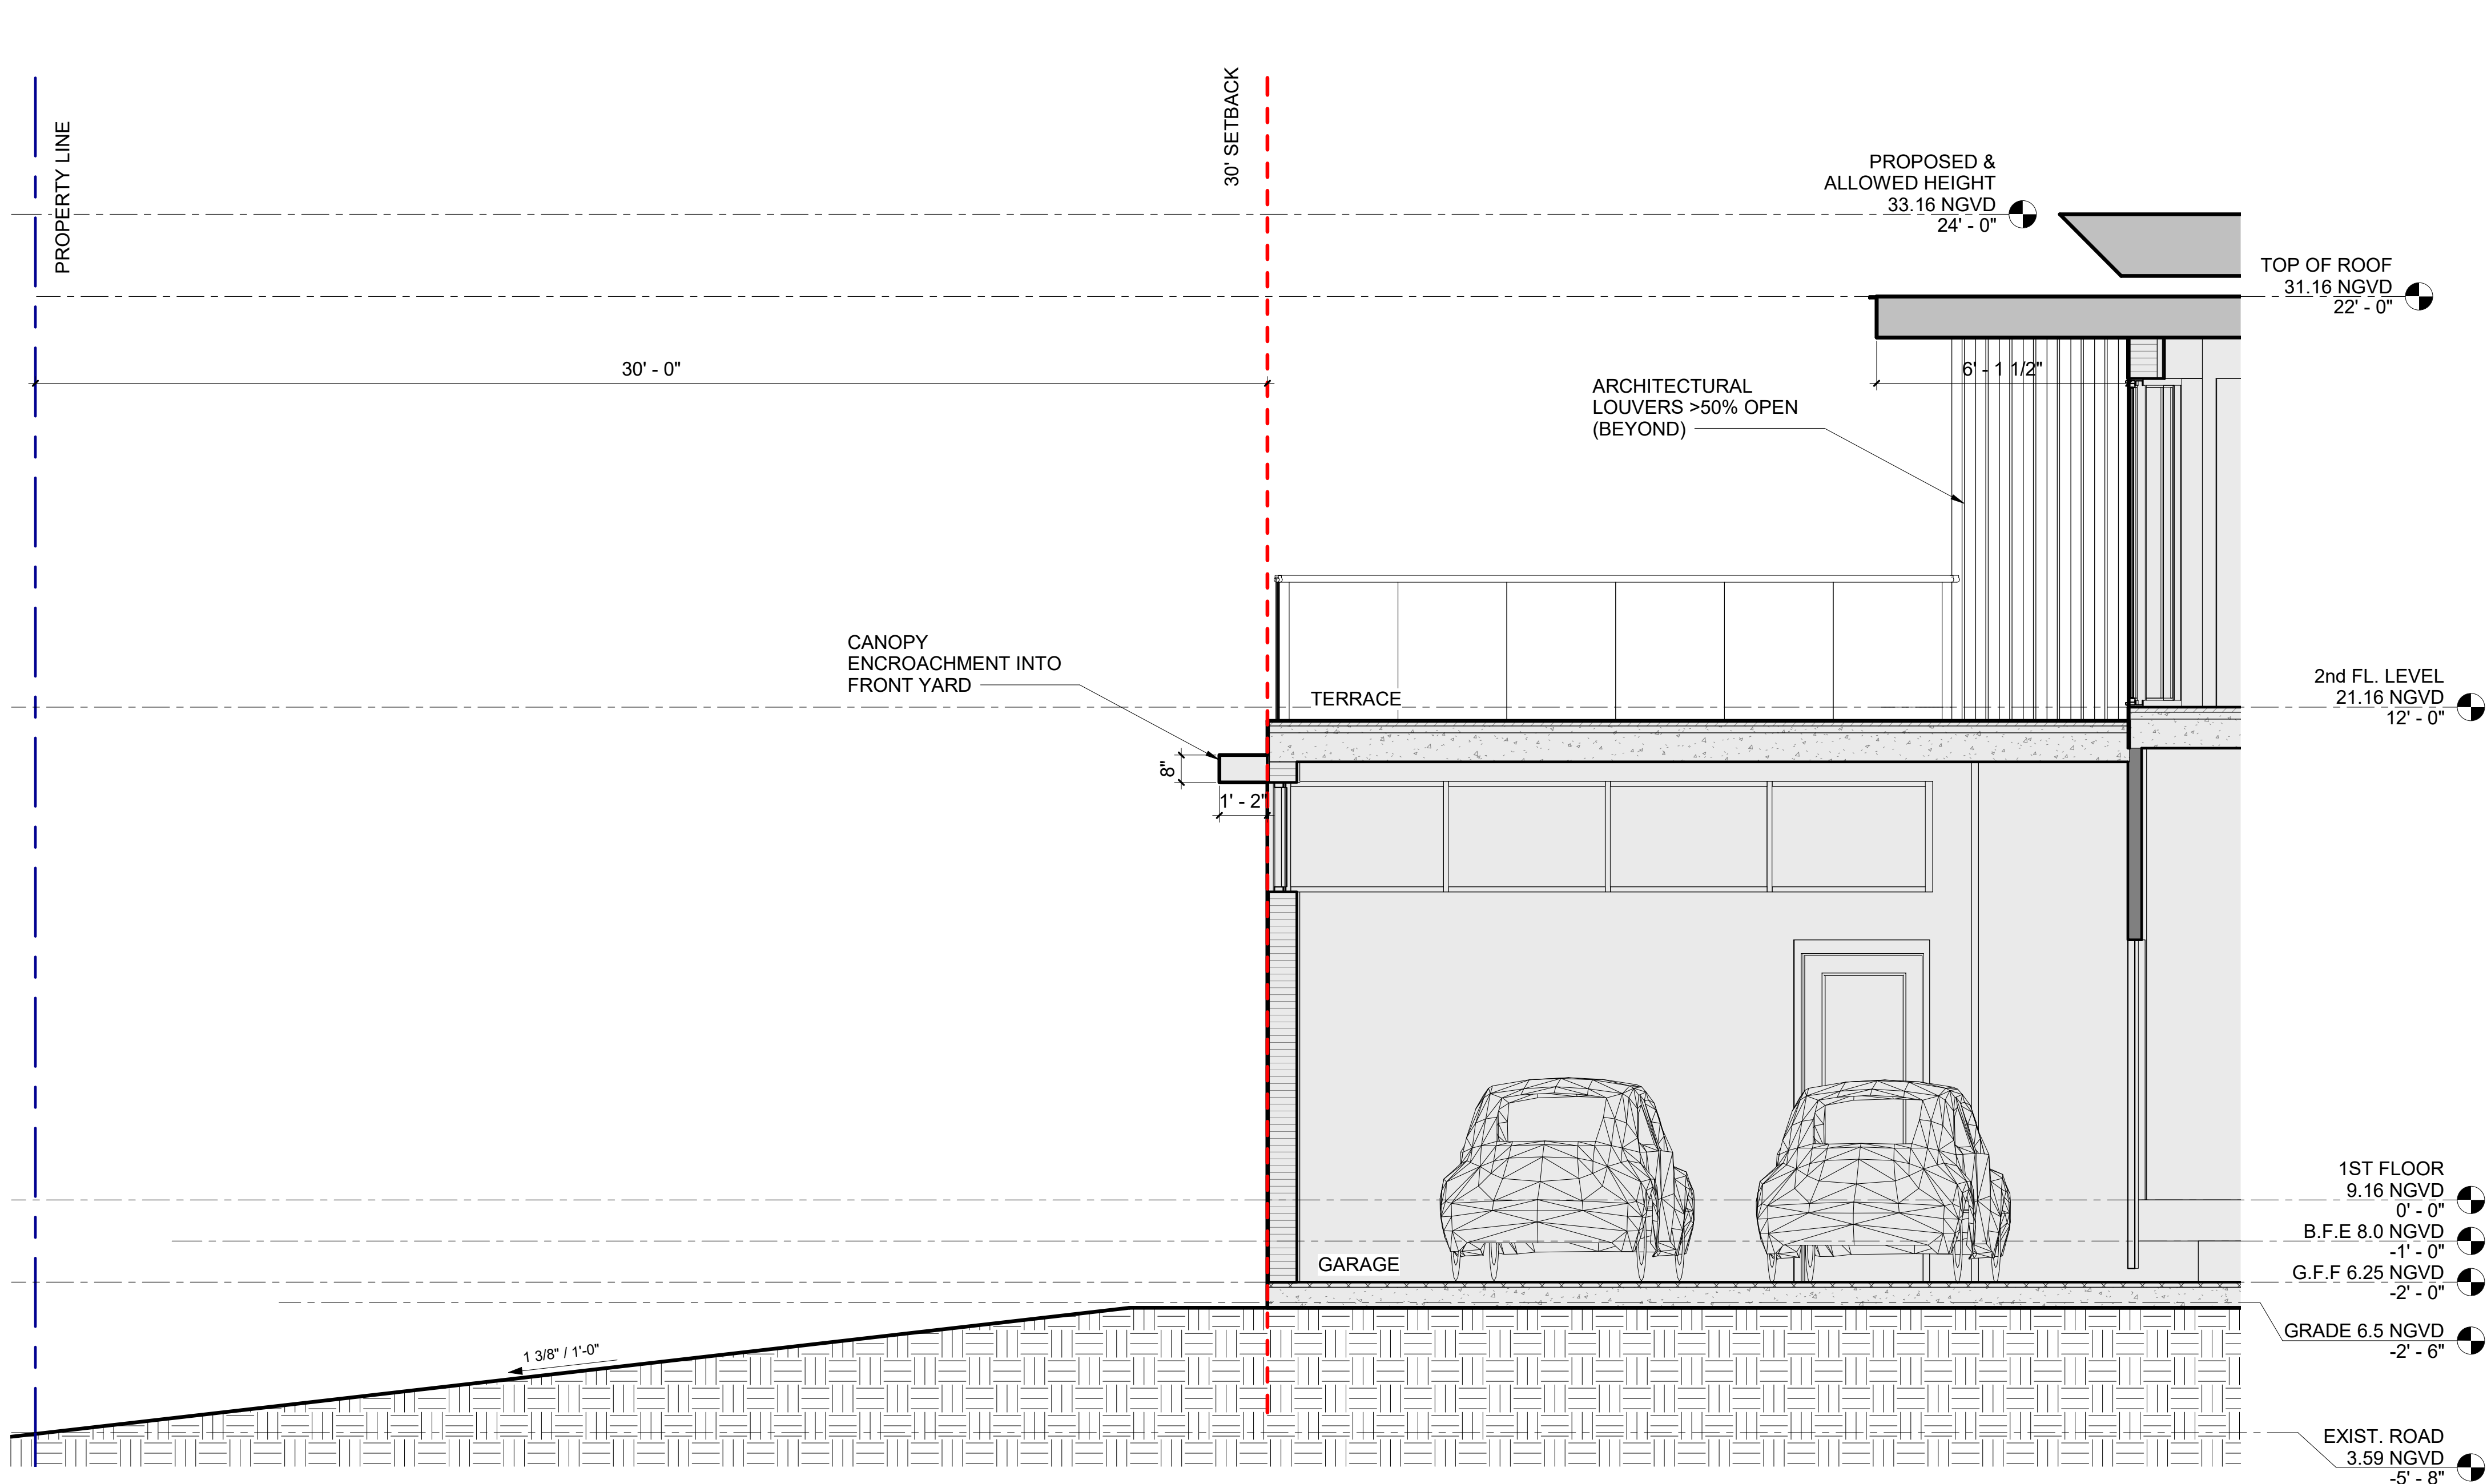 PROPERTY LINE
30' SETBACK
PROPOSED &
ALLOWED HEIGHT
33.16 NGVD
24' - 0"
TOP OF ROOF
31.16 NGVD
22' - 0"
30' - 0"
6' - 1 1/2"
ARCHITECTURAL
LOUVERS >50% OPEN
(BEYOND)
CANOPY
ENCROACHMENT INTO
FRONT YARD
TERRACE
2nd FL. LEVEL
21.16 NGVD
12' - 0"
8"
1' - 2"
1ST FLOOR
9.16 NGVD
0' - 0"
B.F.E 8.0 NGVD
-1' - 0"
GARAGE
G.F.F 6.25 NGVD
-2' - 0"
GRADE 6.5 NGVD
-2' - 6"
1 3/8" / 1'-0"
EXIST. ROAD
3.59 NGVD
-5' - 8"